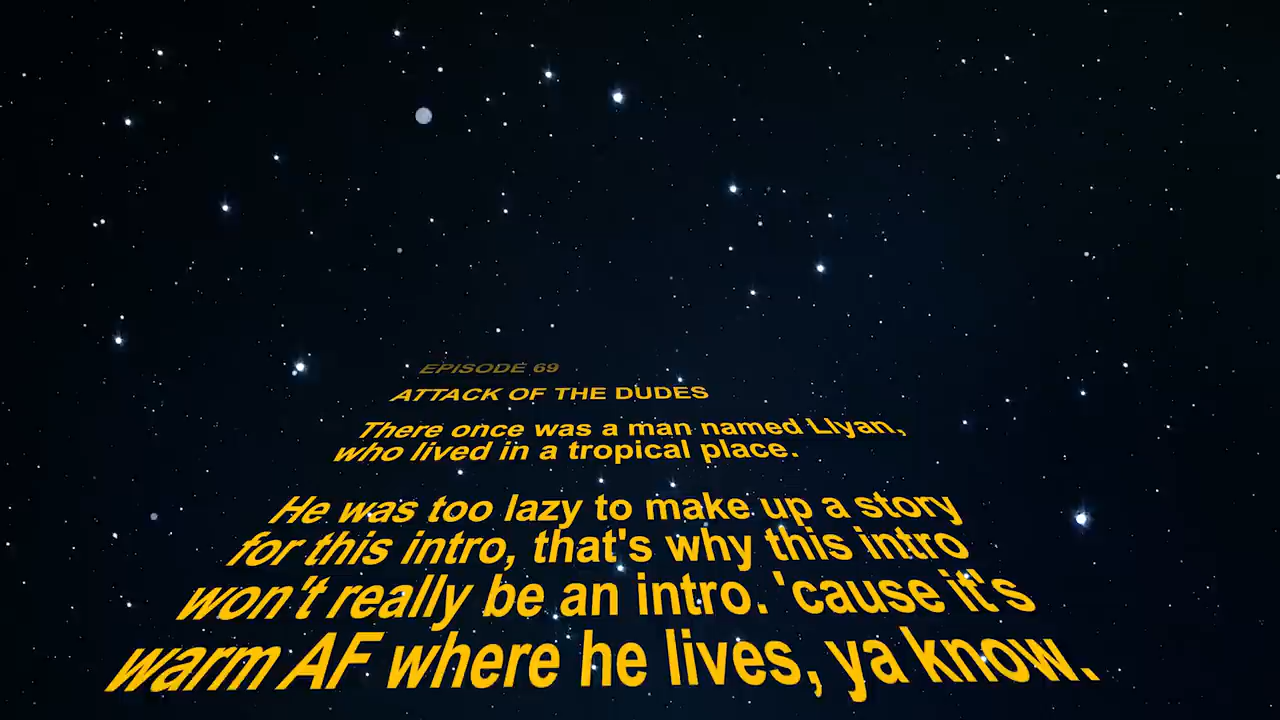 EPISODE 69
ATTACK OF THE DUDES
There once was a man named Llyan,
who lived in a tropical place.
He was too lazy to make up a story
for this intro, that's why this intro
won't really be an intro. 'cause it's
warm AF where he lives, ya know.